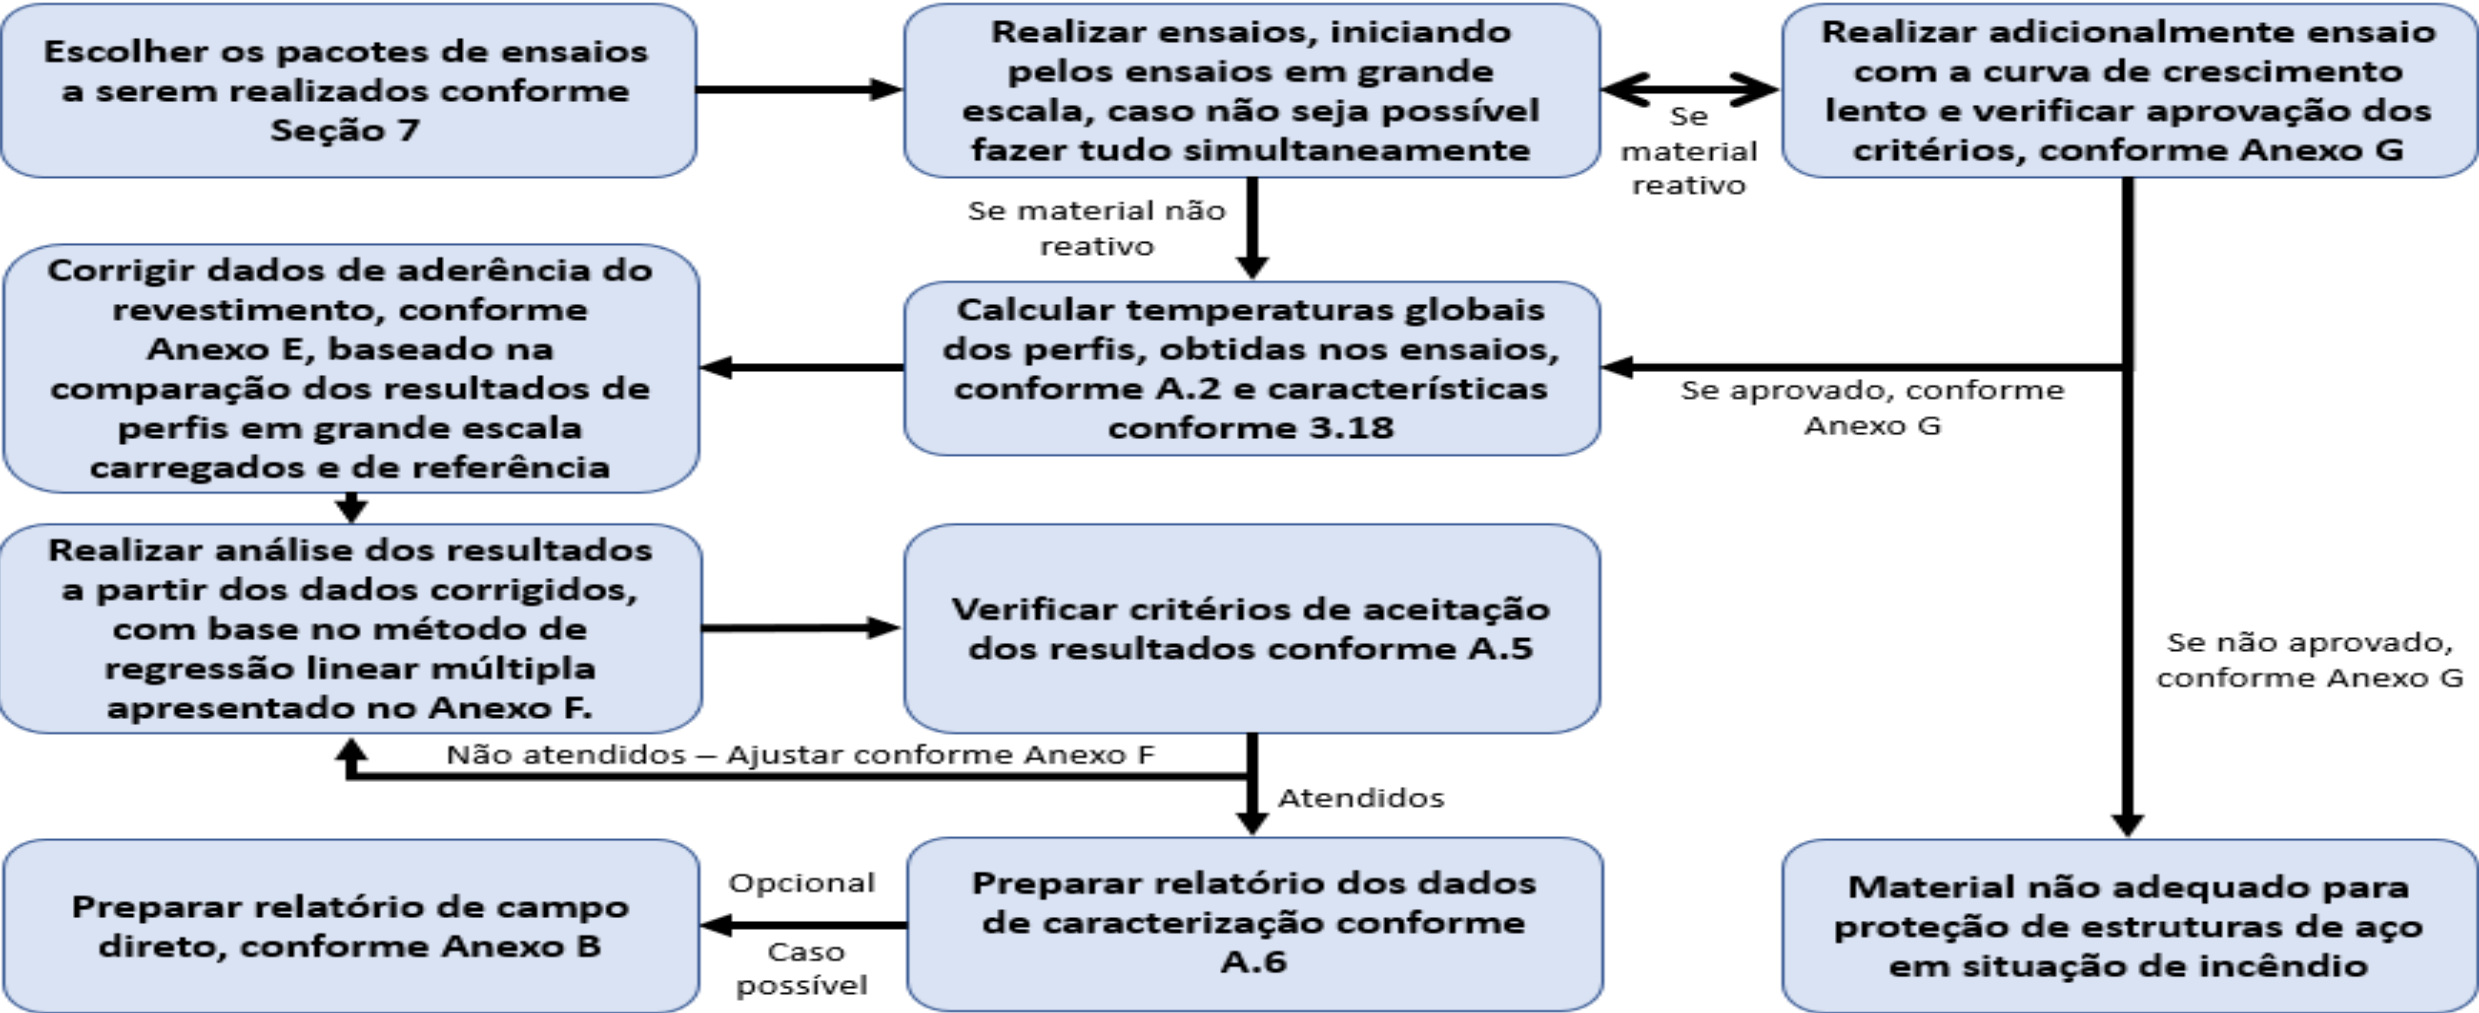 Escolher os pacotes de ensaios
a serem realizados conforme
Seção 7
Realizar ensaios, iniciando
pelos ensaios em grande
escala, caso não seja possível
fazer tudo simultaneamente
Se
material
reativo
Realizar adicionalmente ensaio
com a curva de crescimento
lento e verificar aprovação dos
critérios, conforme Anexo G
Se material não
reativo
Corrigir dados de aderência do
revestimento, conforme
Anexo E, baseado na
comparação dos resultados de
perfis em grande escala
carregados e de referência
Calcular temperaturas globais
dos perfis, obtidas nos ensaios,
conforme A.2 e características
conforme 3.18
Se aprovado, conforme
Anexo G
Realizar análise dos resultados
a partir dos dados corrigidos,
com base no método de
regressão linear múltipla
apresentado no Anexo F.
Verificar critérios de aceitação
dos resultados conforme A.5
Se não aprovado,
conforme Anexo G
Não atendidos – Ajustar conforme Anexo F
Atendidos
Preparar relatório de campo
direto, conforme Anexo B
Opcional
Caso
possível
Preparar relatório dos dados
de caracterização conforme
A.6
Material não adequado para
proteção de estruturas de aço
em situação de incêndio